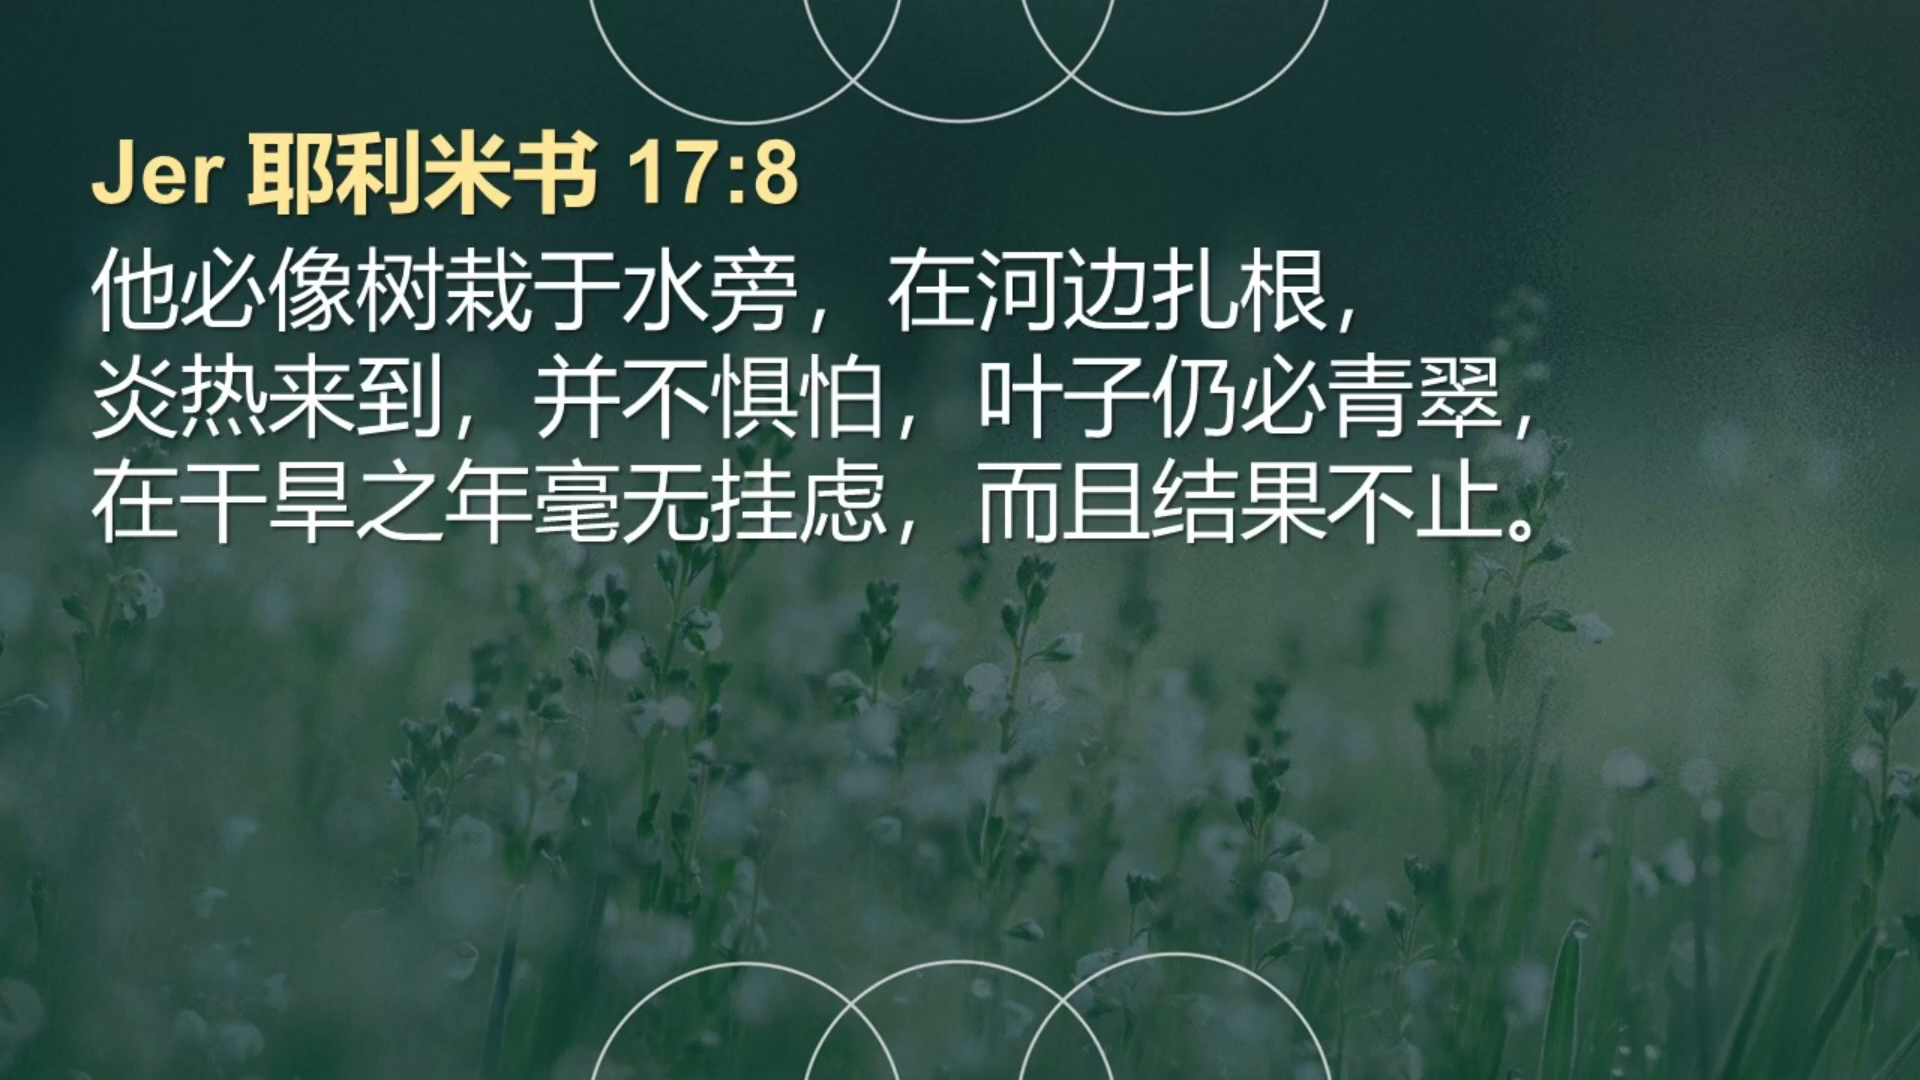 Jer 耶利米书 17:8
他必像树栽于水旁，在河边扎根，
炎热来到，并不惧怕，叶子仍必青翠，
在干旱之年毫无挂虑，而且结果不止。